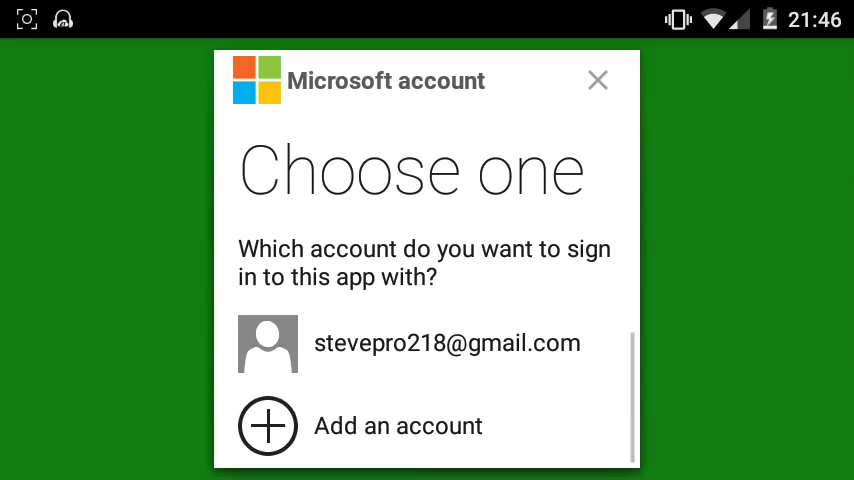 21:46
Microsoft account
Choose one
Which account do you want to sign
in to this app with?
stevepro218@gmail.com
Add an account